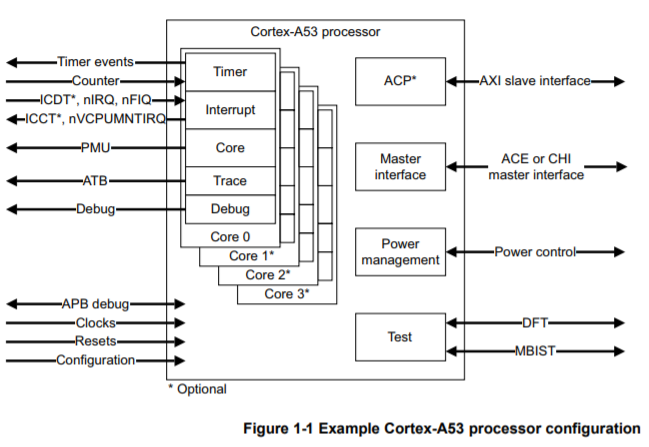 Cortex-A53 processor
Timer events
Counter
ICDT*, nIRQ, nFIQ
ICCT*, nVCPUMNTIRQ
PMU
ATB
Debug
Timer
Interrupt
Core
Trace
Debug
Core 0
Core 1*
Core 2*
Core 3*
APB debug
Clocks
Resets
Configuration
ACP*
AXI slave interface
Master
interface
ACE or CHI
master interface
Power
management
Power control
Test
DFT
MBIST
* Optional
Figure 1-1 Example Cortex-A53 processor configuration